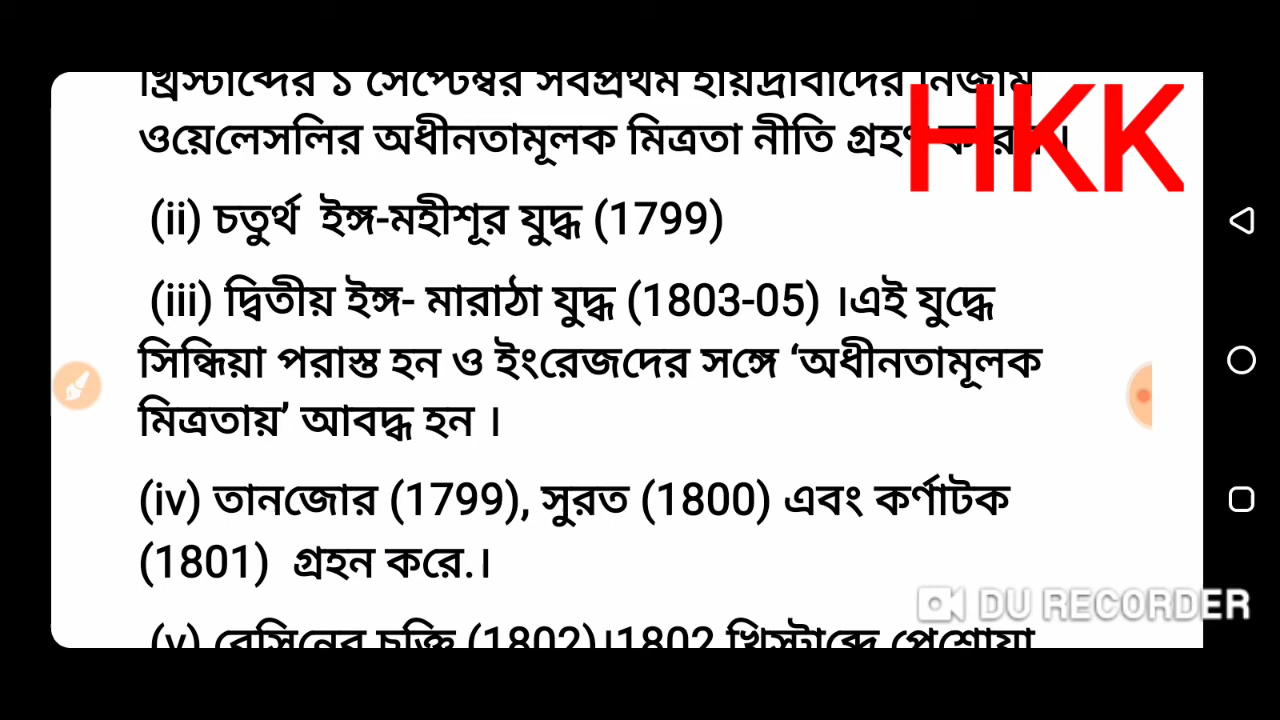 খ্রিস্টাব্দের ১ সেপ্টেম্বর সর্বপ্রথম হায়দ্রাবাদের নিজাম
HKK
ওয়েলেসলির অধীনতামূলক মিত্রতা নীতি
(ii) চতুর্থ ইঙ্গ-মহীশূর যুদ্ধ (1799)
(iii) দ্বিতীয় ইঙ্গ- মারাঠা যুদ্ধ (1803-05) ।এই যুদ্ধে
সিন্ধিয়া পরাস্ত হন ও ইংরেজদের সঙ্গে ‘অধীনতামূলক
মিত্রতায়’ আবদ্ধ হন ।
(iv) তানজোর (1799), সুরত (1800) এবং কর্ণাটক
(1801) গ্রহন করে.।
DU RECORDER
(v) বেসিনের চুক্তি (1802)।1802 খ্রিস্টাব্দে পেশোয়া